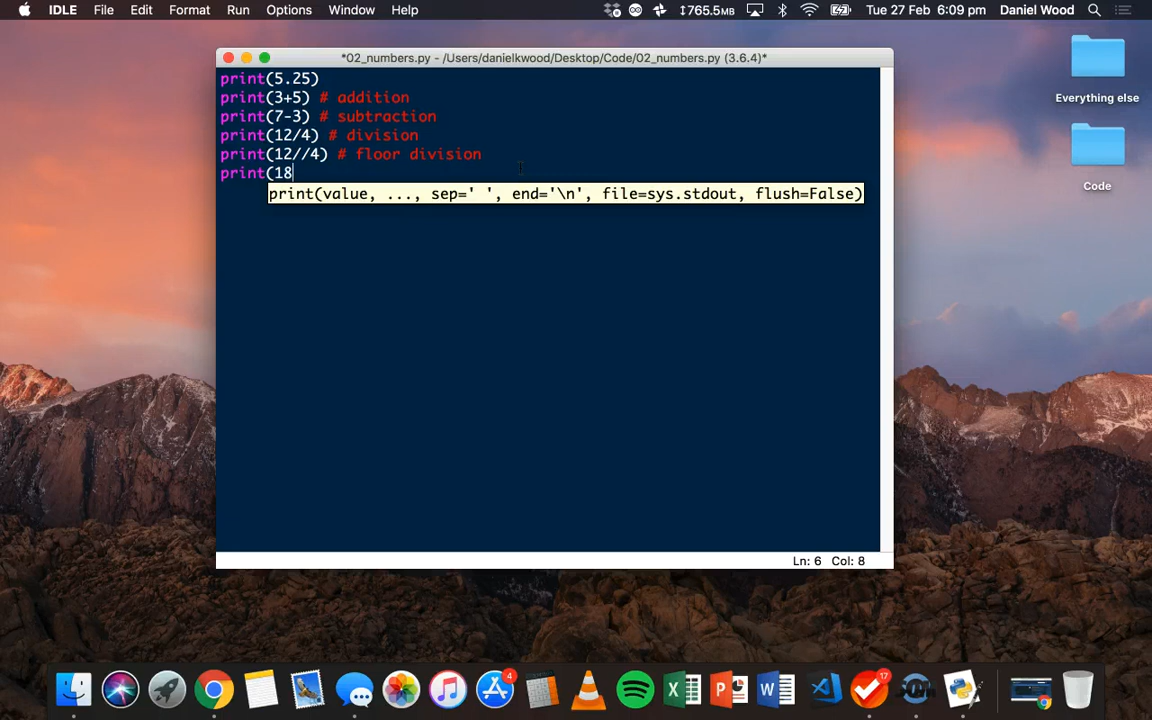 IDLE File Edit Format Run Options Window Help 765.5MB Tue 27 Feb 6:09 pm Daniel Wood
*02_numbers.py - /Users/danielkwood/Desktop/Code/02_numbers.py (3.6.4)*
print(5.25)
print(3+5) # addition
print(7-3) # subtraction
print(12/4) # division
print(12//4) # floor division
print(18
print(value, ..., sep=' ', end='\n', file=sys.stdout, flush=False)
Ln: 6 Col: 8
Everything else
Code
4
17